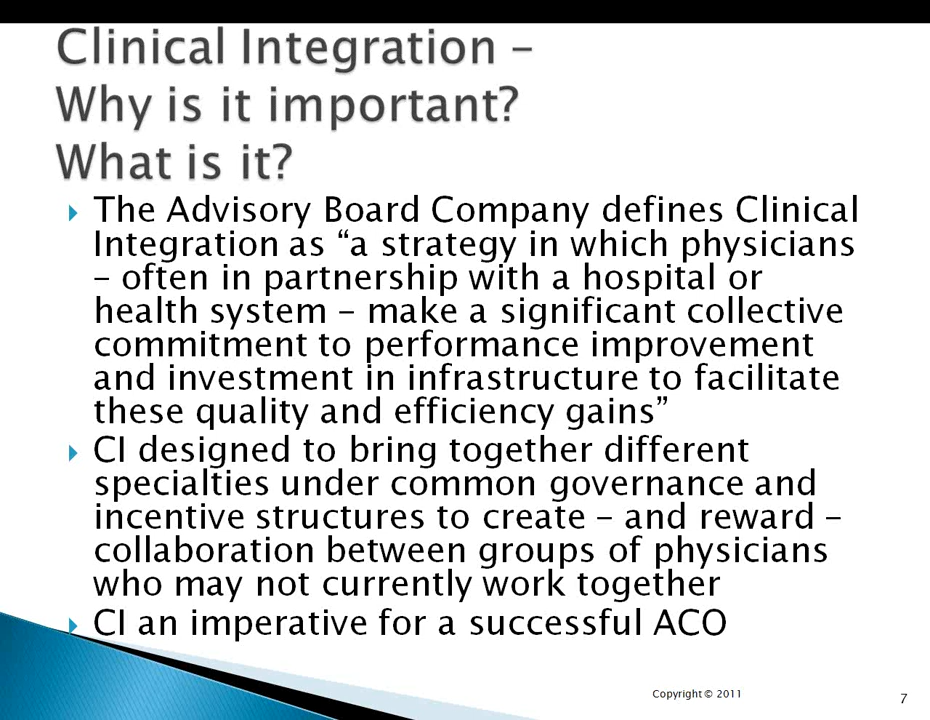 Clinical Integration –
Why is it important?
What is it?
The Advisory Board Company defines Clinical
Integration as “a strategy in which physicians
– often in partnership with a hospital or
health system – make a significant collective
commitment to performance improvement
and investment in infrastructure to facilitate
these quality and efficiency gains”
CI designed to bring together different
specialties under common governance and
incentive structures to create – and reward –
collaboration between groups of physicians
who may not currently work together
CI an imperative for a successful ACO
Copyright © 2011
7